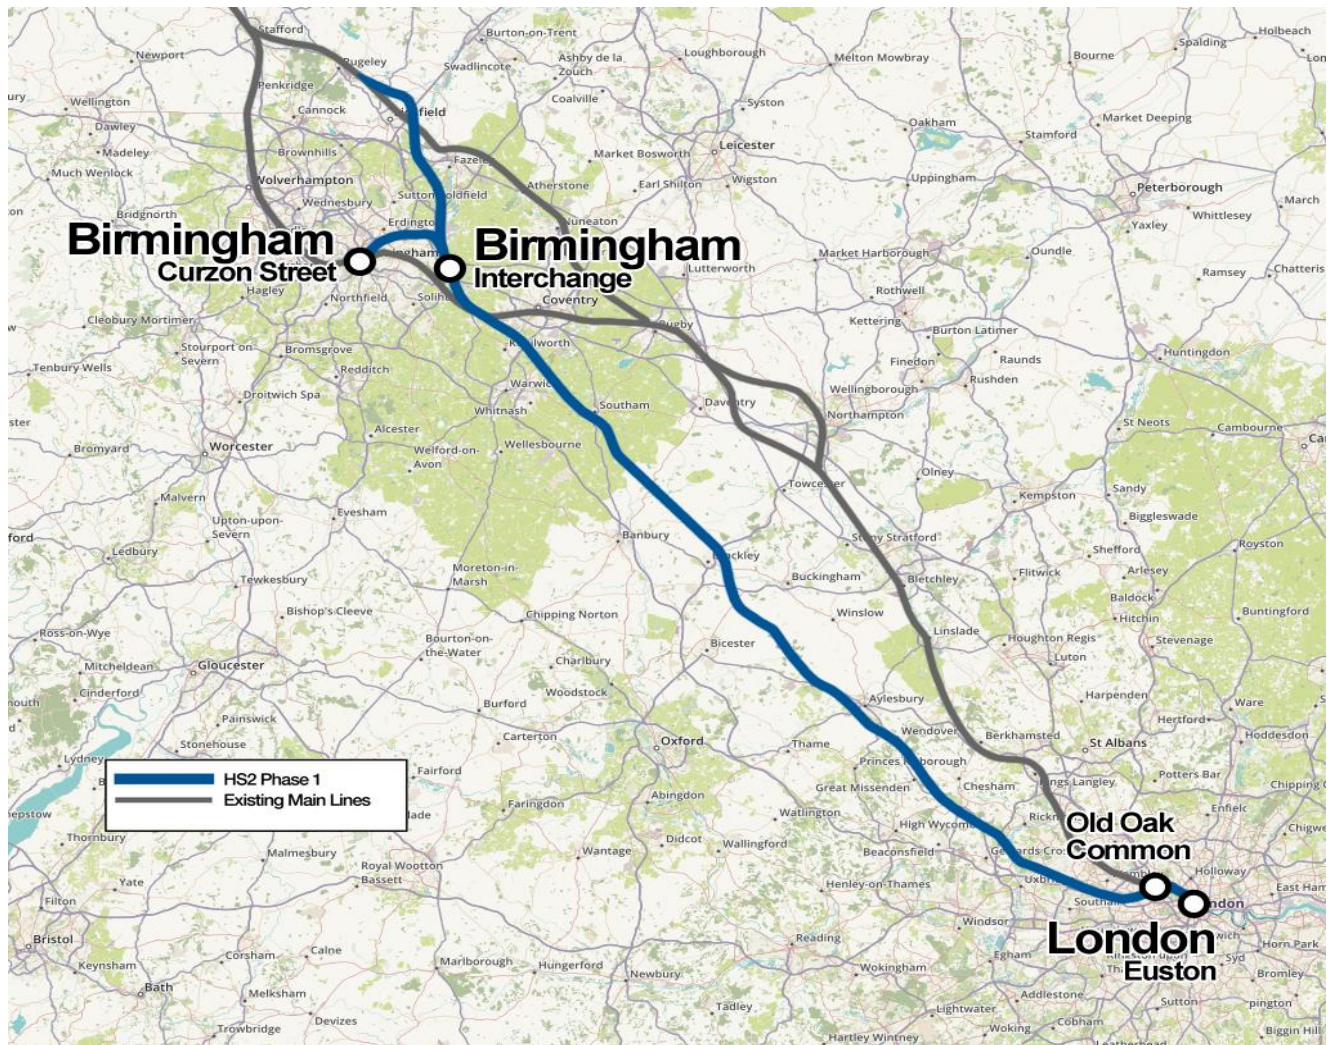 Stafford
Burton-on-Trent
Holbeach
Spalding
Newport
Loughborough
Bourne
Ashby de la
Zouch
Melton Mowbray
Rugeley
Swadlincote
Penkridge
Coalville
Wellington
Cannock
Syston
Oakham
Market Deeping
Dawley
Stamford
Madeley
Brownhills
Market Bosworth
Leicester
Much Wenlock
Wolverhampton
Atherstone
Earl Shilton
Wigston
Uppingham
Peterborough
Wednesbury
Bridgnorth
Whittlesey
March
Nuneaton
Yaxley
Birmingham
Curzon Street
Birmingham
Interchange
Market Harborough
Oundle
Lutterworth
Ramsey
Chatteris
Hagley
Northfield
Coventry
Rothwell
Cleobury Mortimer
Kettering
Burton Latimer
Stourport on
Severn
Bromsgrove
Finedon
Raunds
Huntingdon
Tenbury Wells
Redditch
Rushden
Wellingborough
Droitwich Spa
Whitnash
Southam
Daventry
Northampton
St Neots
Cambourne
Alcester
Bromyard
Worcester
Welford-on-
Avon
Wellesbourne
Olney
Malvern
Towcester
Kempston
Sandy
Biggleswade
Evesham
Upton-upon-
Severn
Banbury
Stony Stratford
Royston
Ledbury
Shefford
Moreton-in-
Marsh
Buckingham
Bletchley
Flitwick
Arlesey
Tewkesbury
Baldock
Bishop's Cleeve
Chipping Norton
Winslow
Hitchin
Buntingford
Ross-on-Wye
Bourton-on-
the-Water
Bicester
Linslade
Houghton Regis
Stevenage
Mitcheldean
Gloucester
Charlbury
Luton
Cinderford
Woodstock
Aylesbury
Harpenden
Ware
Painswick
Burford
Hertford
Stonehouse
Carterton
Oxford
Thame
Wendover
Berkhamsted
St Albans
Hoddesdon
Lydney
Fairford
Potters Bar
Great Missenden
Chesham
HS2 Phase 1
Existing Main Lines
Faringdon
Abingdon
Watlington
Thornbury
Didcot
Wallingford
Beaconsfield
Old Oak
Common
Malmesbury
Wantage
Royal Wootton
Bassett
Yate
Henley-on-Thames
Holloway
Filton
Windsor
London
Euston
Bristol
Calne
Reading
Egham
Horn Park
Keynsham
Corsham
Marlborough
Hungerford
Newbury
Wokingham
Bromley
Bath
Melksham
Addlestone
Sutton
Devizes
Tadley
Lightwater
Cobham
Trowbridge
Hartley Wintney
Woking
Biggin Hill